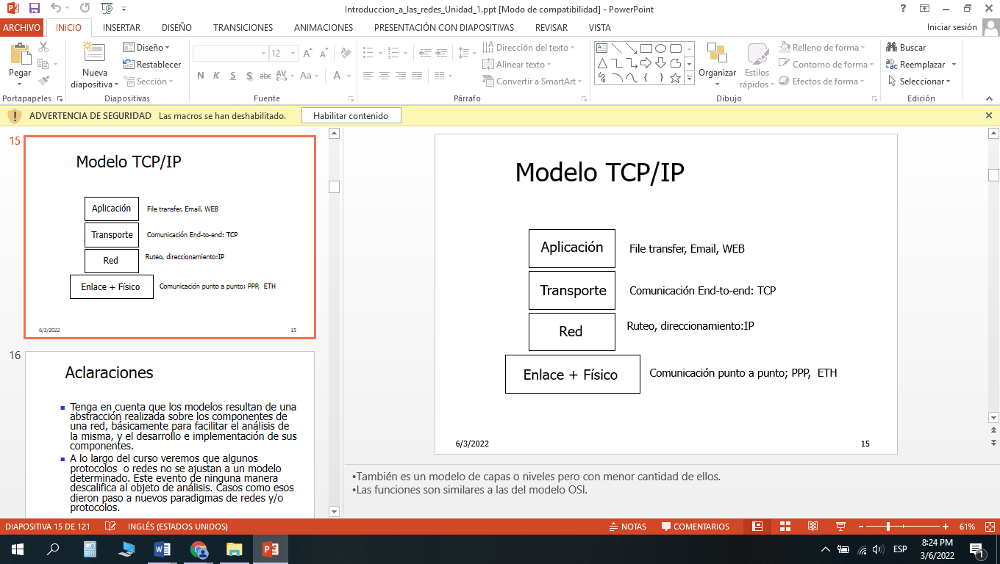 Introduccion_a_las_redes_Unidad_1.ppt [Modo de compatibilidad] - PowerPoint
ARCHIVO INICIO INSERTAR DISEÑO TRANSICIONES ANIMACIONES PRESENTACIÓN CON DIAPOSITIVAS REVISAR VISTA Iniciar sesión
Pegar
Portapapeles
Nueva
diapositiva
Diseño
Restablecer
Sección
Diapositivas
12
N K S S abc AV Aa A
Fuente
Dirección del texto
Alinear texto
Convertir a SmartArt
Párrafo
Organizar
Estilos
rápidos
Relleno de forma
Contorno de forma
Efectos de forma
Dibujo
Buscar
Reemplazar
Seleccionar
Edición
ADVERTENCIA DE SEGURIDAD Las macros se han deshabilitado. Habilitar contenido
15
Modelo TCP/IP
Aplicación File transfer, Email, WEB
Transporte Comunicación End-to-end: TCP
Red Ruteo, direccionamiento:IP
Enlace + Físico Comunicación punto a punto; PPP, ETH
6/3/2022 15
16
Aclaraciones
Tenga en cuenta que los modelos resultan de una
abstracción realizada sobre los componentes de
una red, básicamente para facilitar el análisis de
la misma, y el desarrollo e implementación de sus
componentes.
A lo largo del curso veremos que algunos
protocolos o redes no se ajustan a un modelo
determinado. Este evento de ninguna manera
descalifica al objeto de análisis. Casos como esos
dieron paso a nuevos paradigmas de redes y/o
protocolos.
Modelo TCP/IP
Aplicación File transfer, Email, WEB
Transporte Comunicación End-to-end: TCP
Red Ruteo, direccionamiento:IP
Enlace + Físico Comunicación punto a punto; PPP, ETH
6/3/2022 15
•También es un modelo de capas o niveles pero con menor cantidad de ellos.
•Las funciones son similares a las del modelo OSI.
DIAPOSITIVA 15 DE 121 INGLÉS (ESTADOS UNIDOS) NOTAS COMENTARIOS 61%
ESP
8:24 PM
3/6/2022
1